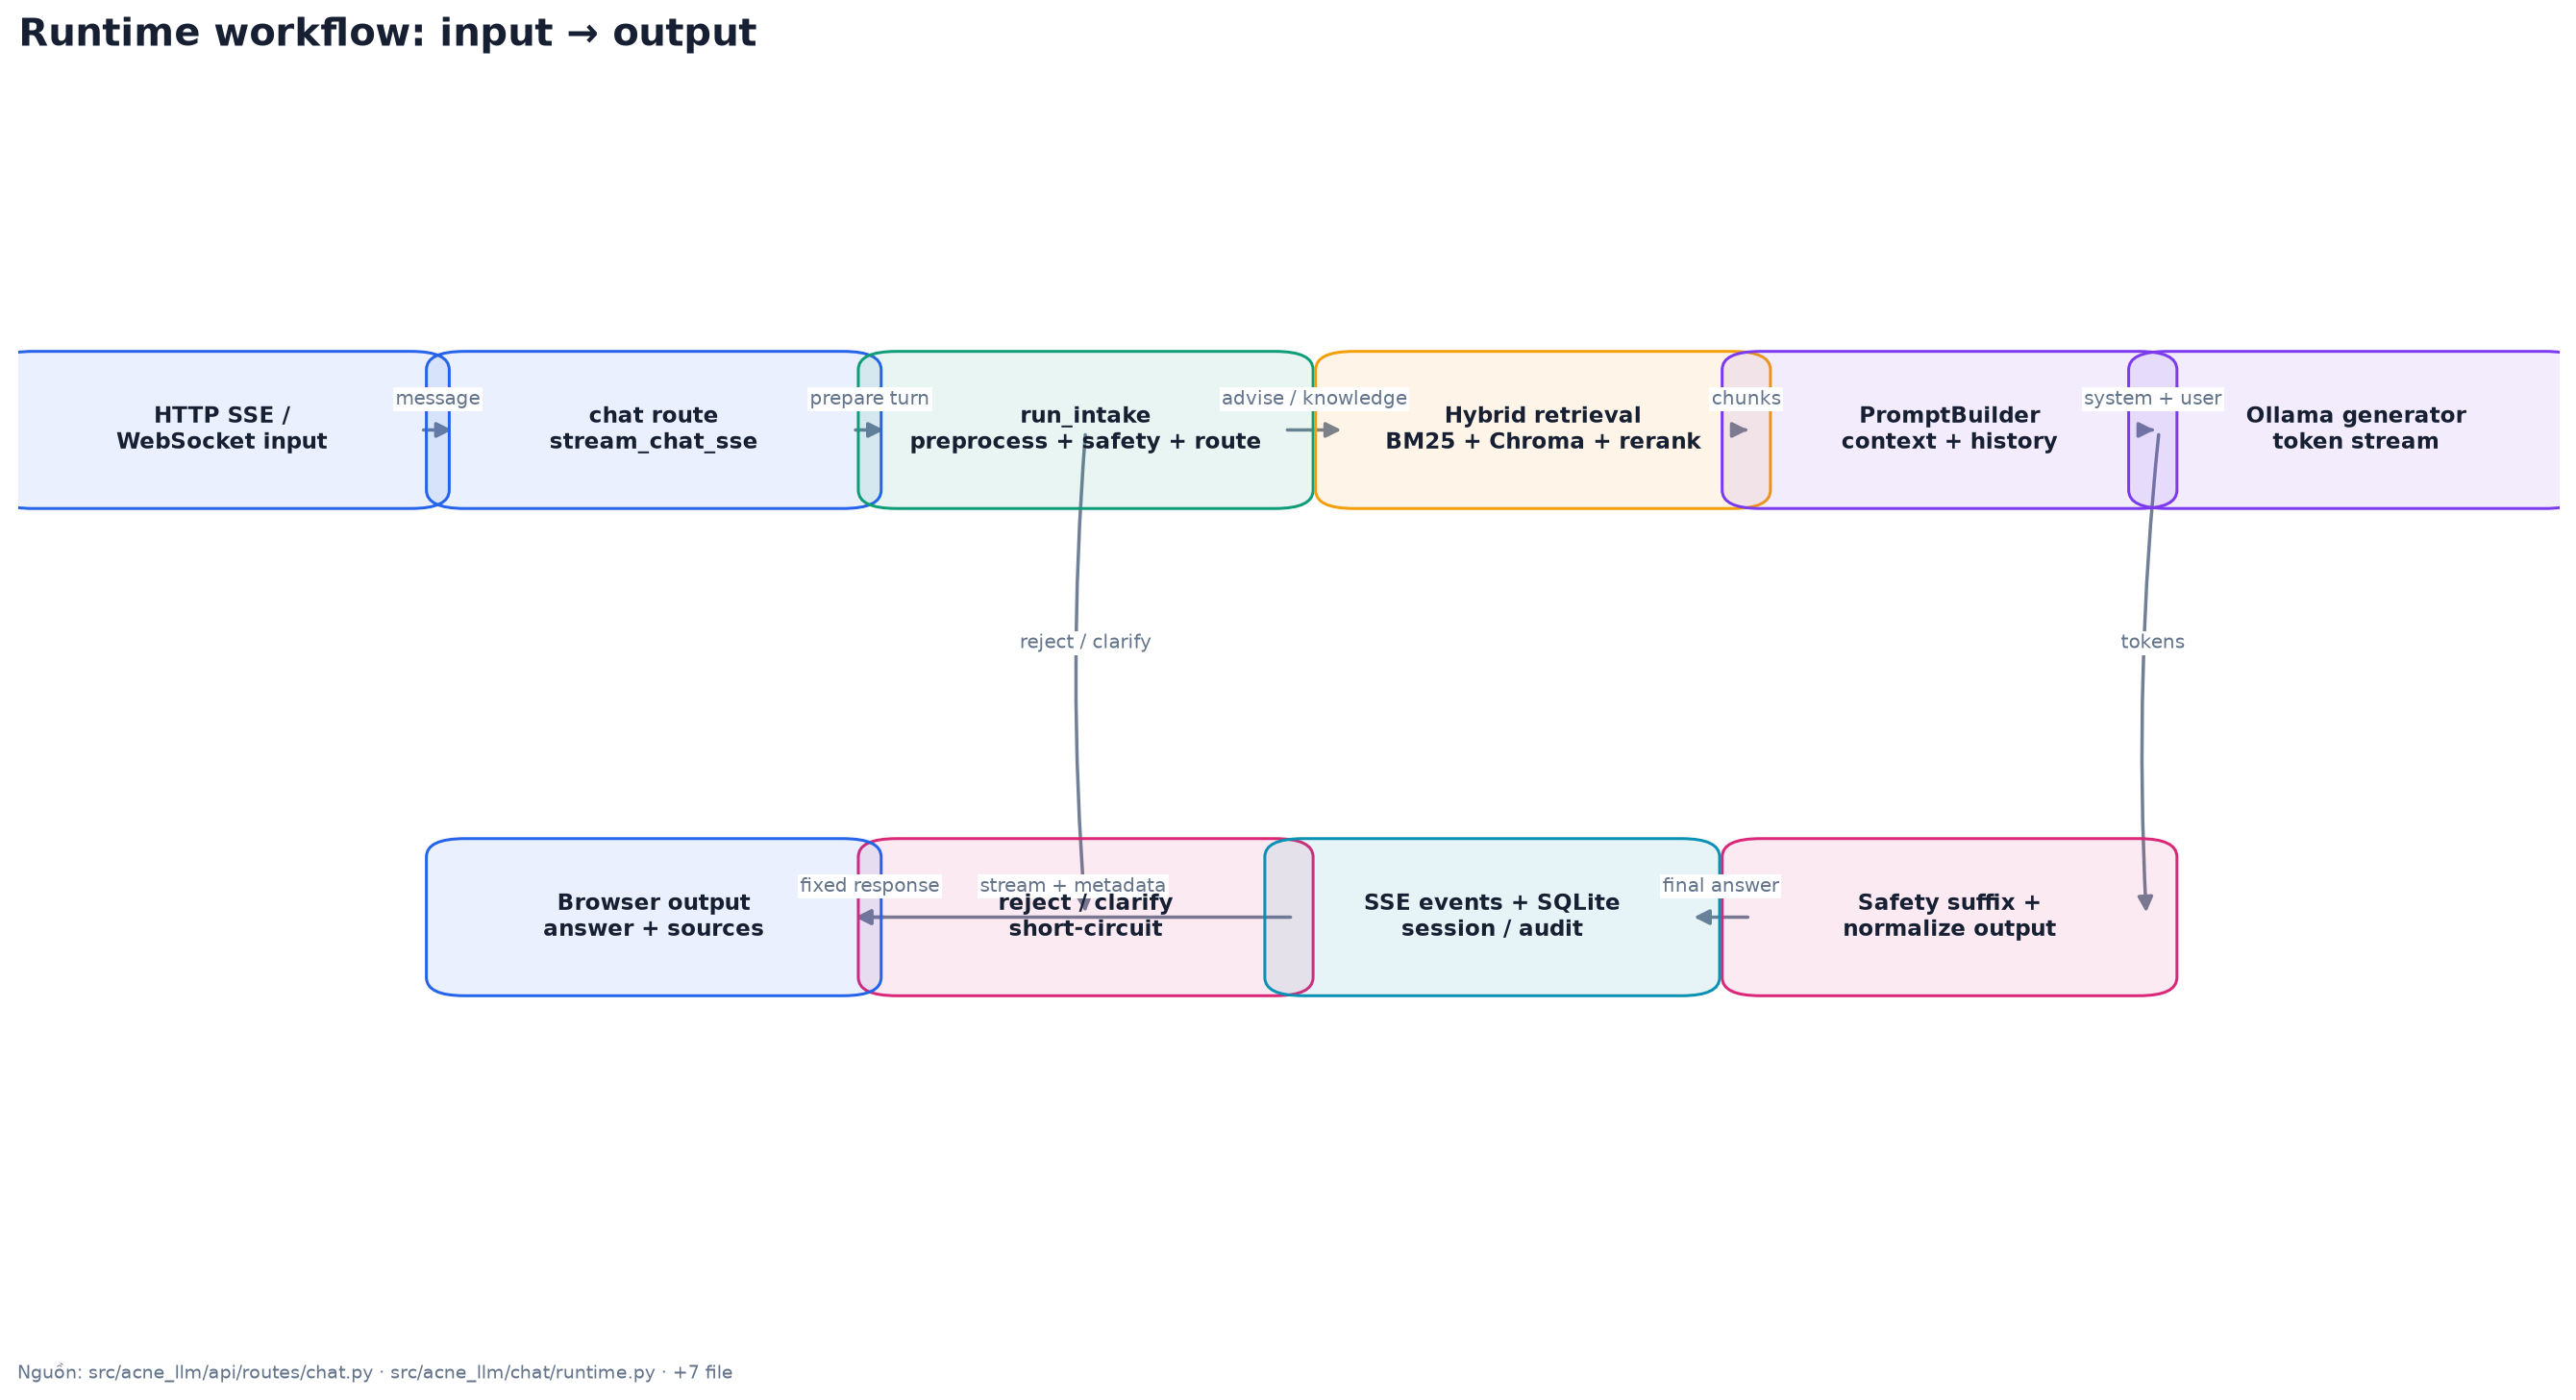 Runtime workflow: input → output
HTTP SSE /
WebSocket input
message
chat route
stream_chat_sse
prepare turn
run_intake
preprocess + safety + route
advise / knowledge
Hybrid retrieval
BM25 + Chroma + rerank
chunks
PromptBuilder
context + history
system + user
Ollama generator
token stream
reject / clarify
tokens
Browser output
answer + sources
fixed response
stream + metadata
reject / clarify
short-circuit
SSE events + SQLite
session / audit
final answer
Safety suffix +
normalize output
Nguồn: src/acne_llm/api/routes/chat.py · src/acne_llm/chat/runtime.py · +7 file